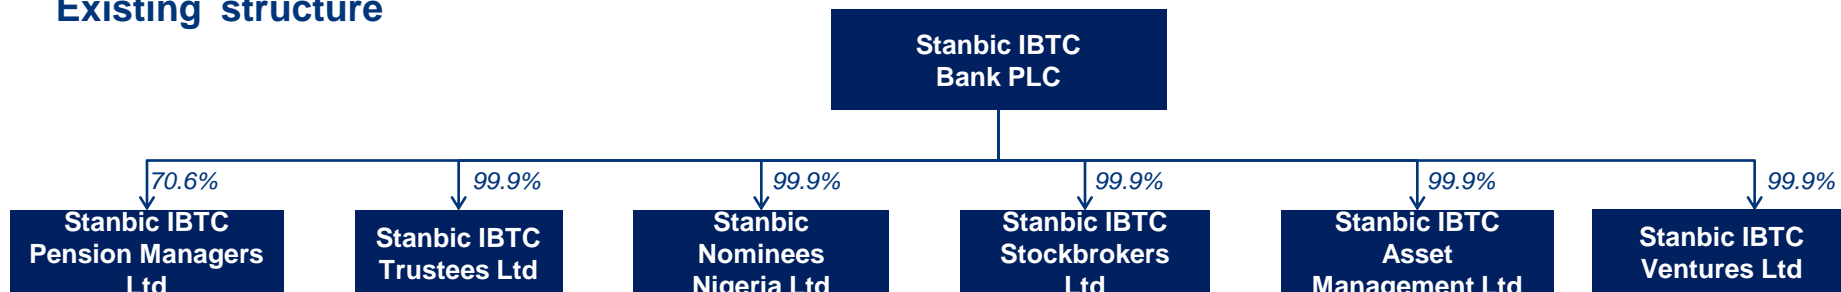 Existing structure
Stanbic IBTC
Bank PLC
70.6%
99.9%
99.9%
99.9%
99.9%
99.9%
Stanbic IBTC
Pension Managers
Ltd
Stanbic IBTC
Trustees Ltd
Stanbic
Nominees
Nigeria Ltd
Stanbic IBTC
Stockbrokers
Ltd
Stanbic IBTC
Asset
Management Ltd
Stanbic IBTC
Ventures Ltd